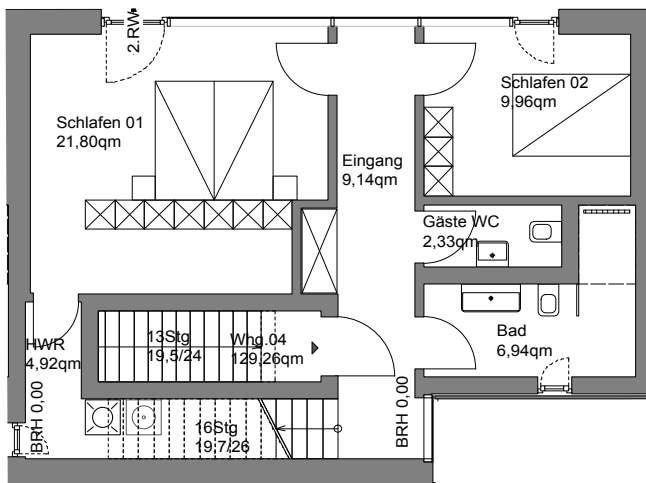 2.RW
Schlafen 01
21,80qm
Schlafen 02
9,96qm
Eingang
9,14qm
Gäste WC
2,33qm
Bad
6,94qm
HWR
4,92qm
13Stg
19,5/24
Whg.04
129,26qm
16Stg
19,7/26
BRH 0,00
BRH 0,00